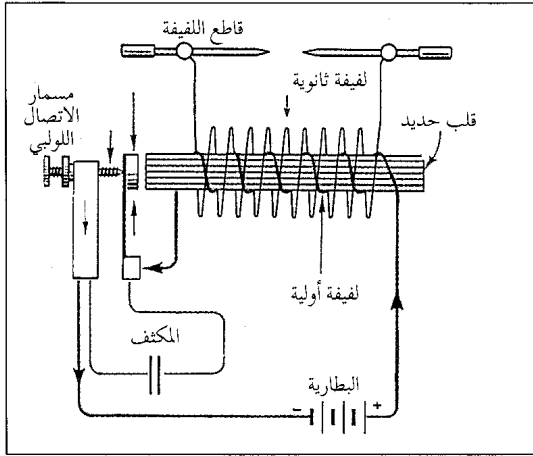 قاطع اللفيفة
لفيفة ثانوية
قلب حديد
مسمار
الاتصال
اللولبي
لفيفة أولية
المكثف
البطارية
- +